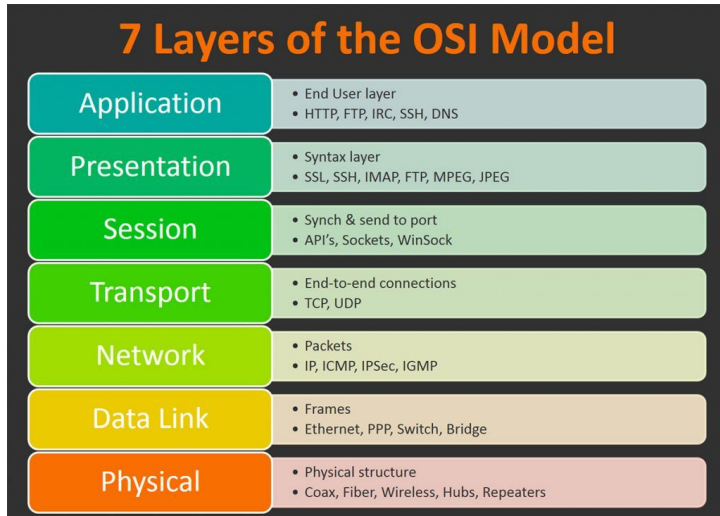 7 Layers of the OSI Model
Application
• End User layer
• HTTP, FTP, IRC, SSH, DNS
Presentation
• Syntax layer
• SSL, SSH, IMAP, FTP, MPEG, JPEG
Session
• Synch & send to port
• API's, Sockets, WinSock
Transport
• End-to-end connections
• TCP, UDP
Network
• Packets
• IP, ICMP, IPSec, IGMP
Data Link
• Frames
• Ethernet, PPP, Switch, Bridge
Physical
• Physical structure
• Coax, Fiber, Wireless, Hubs, Repeaters